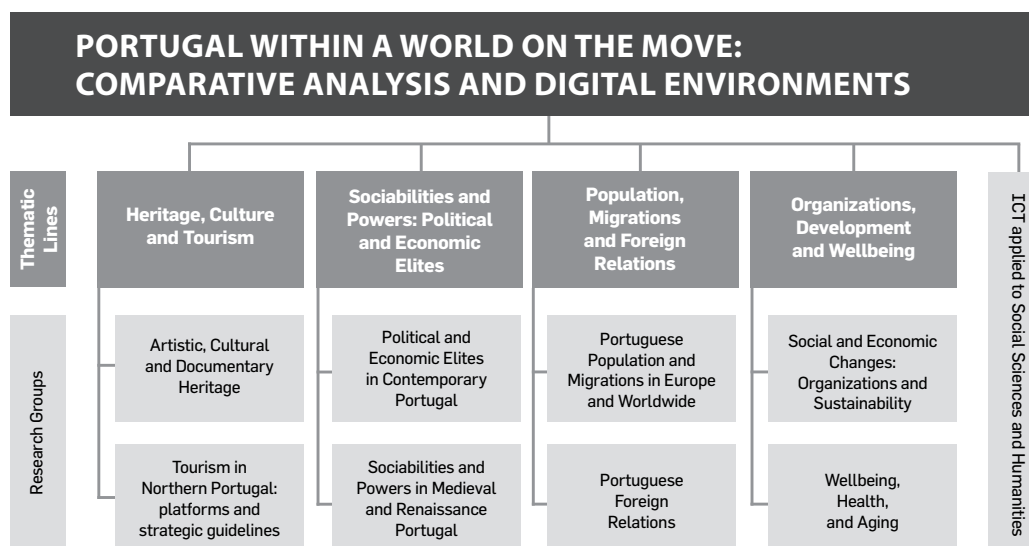 PORTUGAL WITHIN A WORLD ON THE MOVE:
COMPARATIVE ANALYSIS AND DIGITAL ENVIRONMENTS
Thematic
Lines
Heritage, Culture
and Tourism
Sociabilities and
Powers: Political
and Economic
Elites
Population,
Migrations
and Foreign
Relations
Organizations,
Development
and Wellbeing
ICT applied to Social Sciences and Humanities
Research Groups
Artistic, Cultural
and Documentary
Heritage
Political and
Economic Elites
in Contemporary
Portugal
Portuguese
Population and
Migrations in Europe
and Worldwide
Social and Economic
Changes:
Organizations and
Sustainability
Tourism in
Northern Portugal:
platforms and
strategic guidelines
Sociabilities and
Powers in Medieval
and Renaissance
Portugal
Portuguese
Foreign
Relations
Wellbeing,
Health,
and Aging